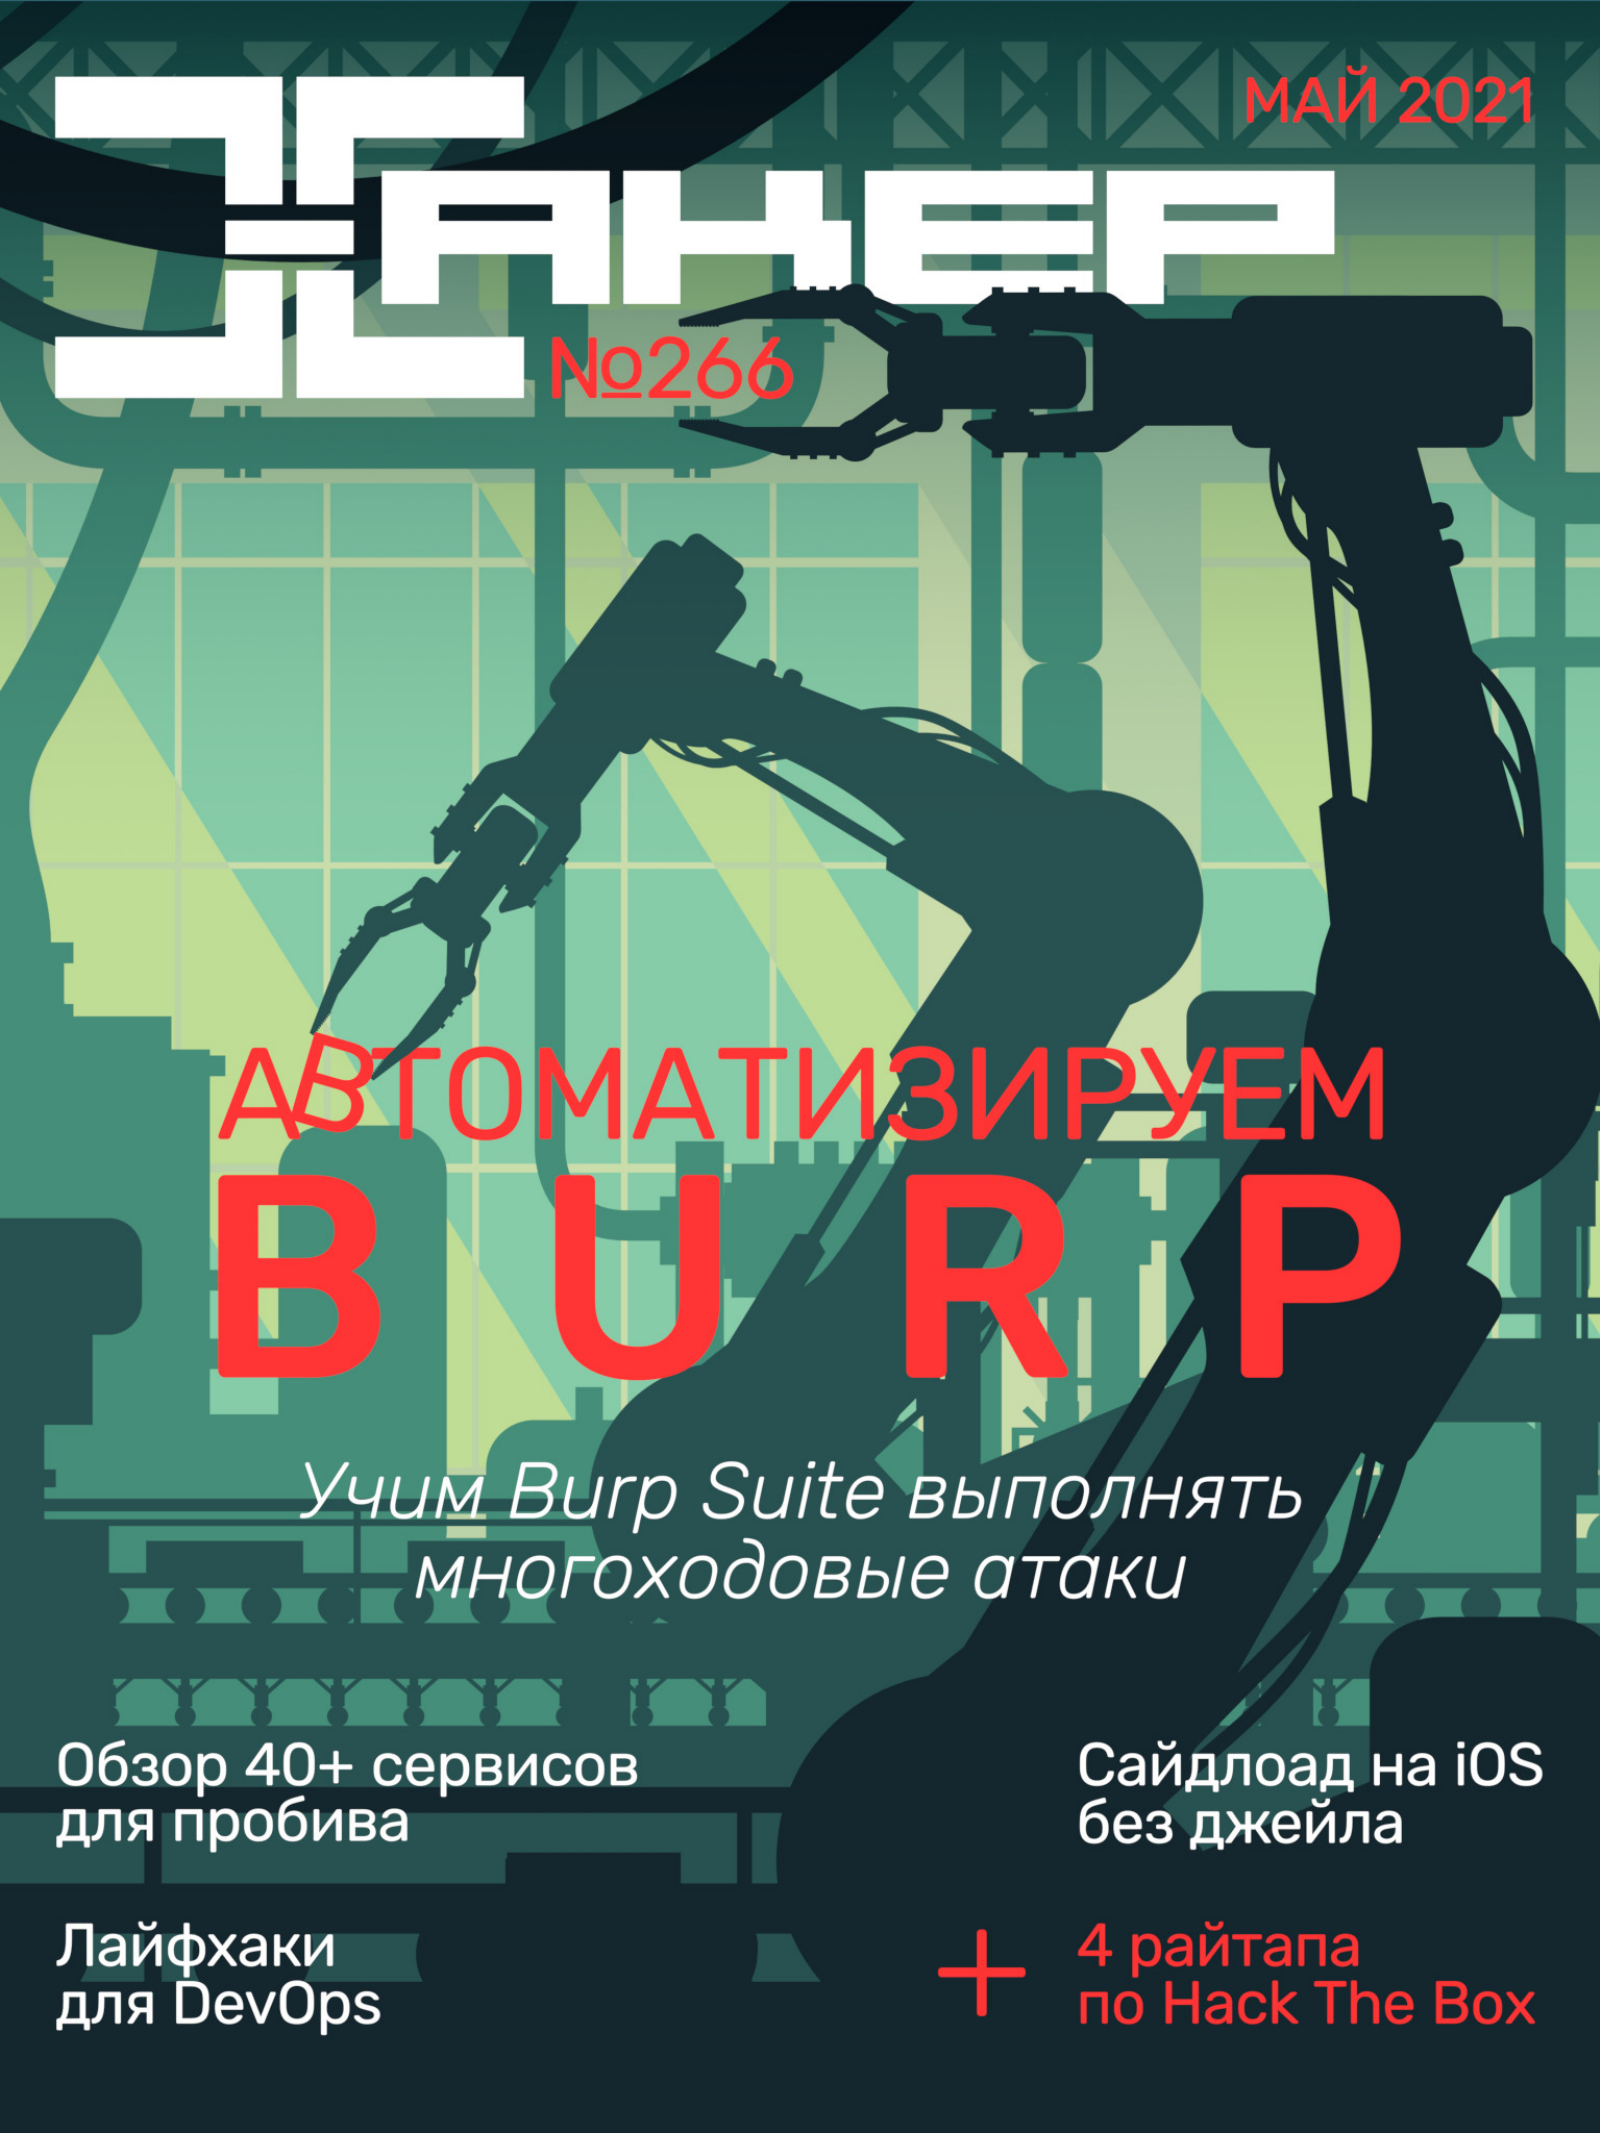 МАЙ 2021
ХАКЕР
№266
АВТОМАТИЗИРУЕМ
BURP
Учим Burp Suite выполнять
многоходовые атаки
Обзор 40+ сервисов
для пробива
Сайдлоад на iOS
без джейла
Лайфхаки
для DevOps
+ 4 райтапа
по Hack The Box